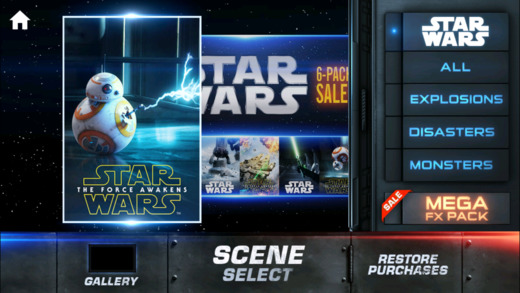 STAR
WARS
THE FORCE AWAKENS
STAR
WARS
6-PACK
SALE
STAR
WARS
STAR
WARS
STAR
WARS
STAR
WARS
ALL
EXPLOSIONS
DISASTERS
MONSTERS
SALE
MEGA
FX PACK
GALLERY
SCENE
SELECT
RESTORE
PURCHASES